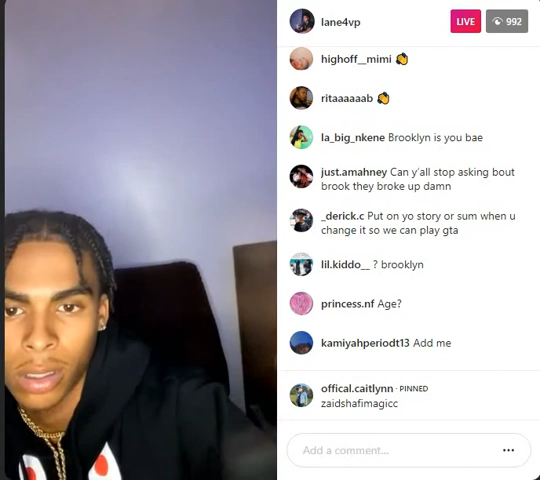 lane4vp
LIVE
992
highoff__mimi 👏
ritaaaaaab 👏
la_big_nkene Brooklyn is you bae
just.amahney Can y'all stop asking bout
brook they broke up damn
_derick.c Put on yo story or sum when u
change it so we can play gta
lil.kiddo__ ? brooklyn
princess.nf Age?
kamiyahperiodt13 Add me
offical.caitlynn · PINNED
zaidshafimagicc
Add a comment...